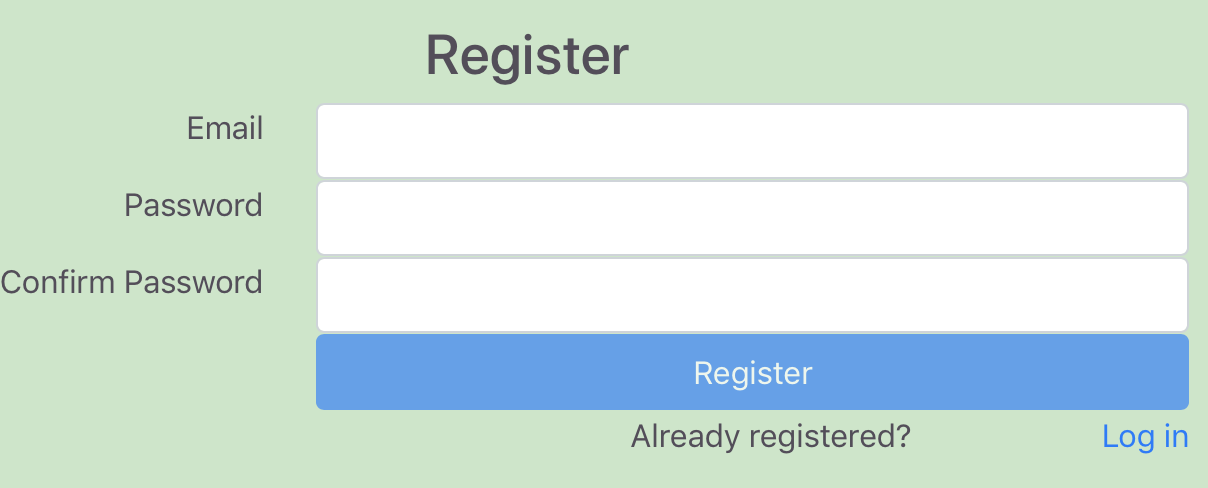 Register
Email
Password
Confirm Password
Register
Already registered? Log in